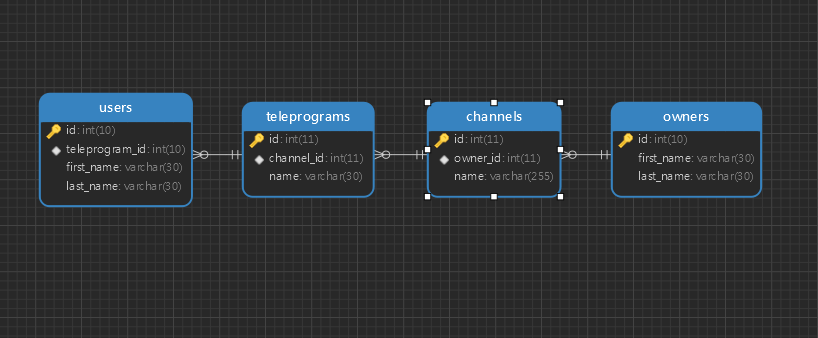 users
id: int(10)
teleprogram_id: int(10)
first_name: varchar(30)
last_name: varchar(30)
teleprograms
id: int(11)
channel_id: int(11)
name: varchar(30)
channels
id: int(11)
owner_id: int(11)
name: varchar(255)
owners
id: int(10)
first_name: varchar(30)
last_name: varchar(30)